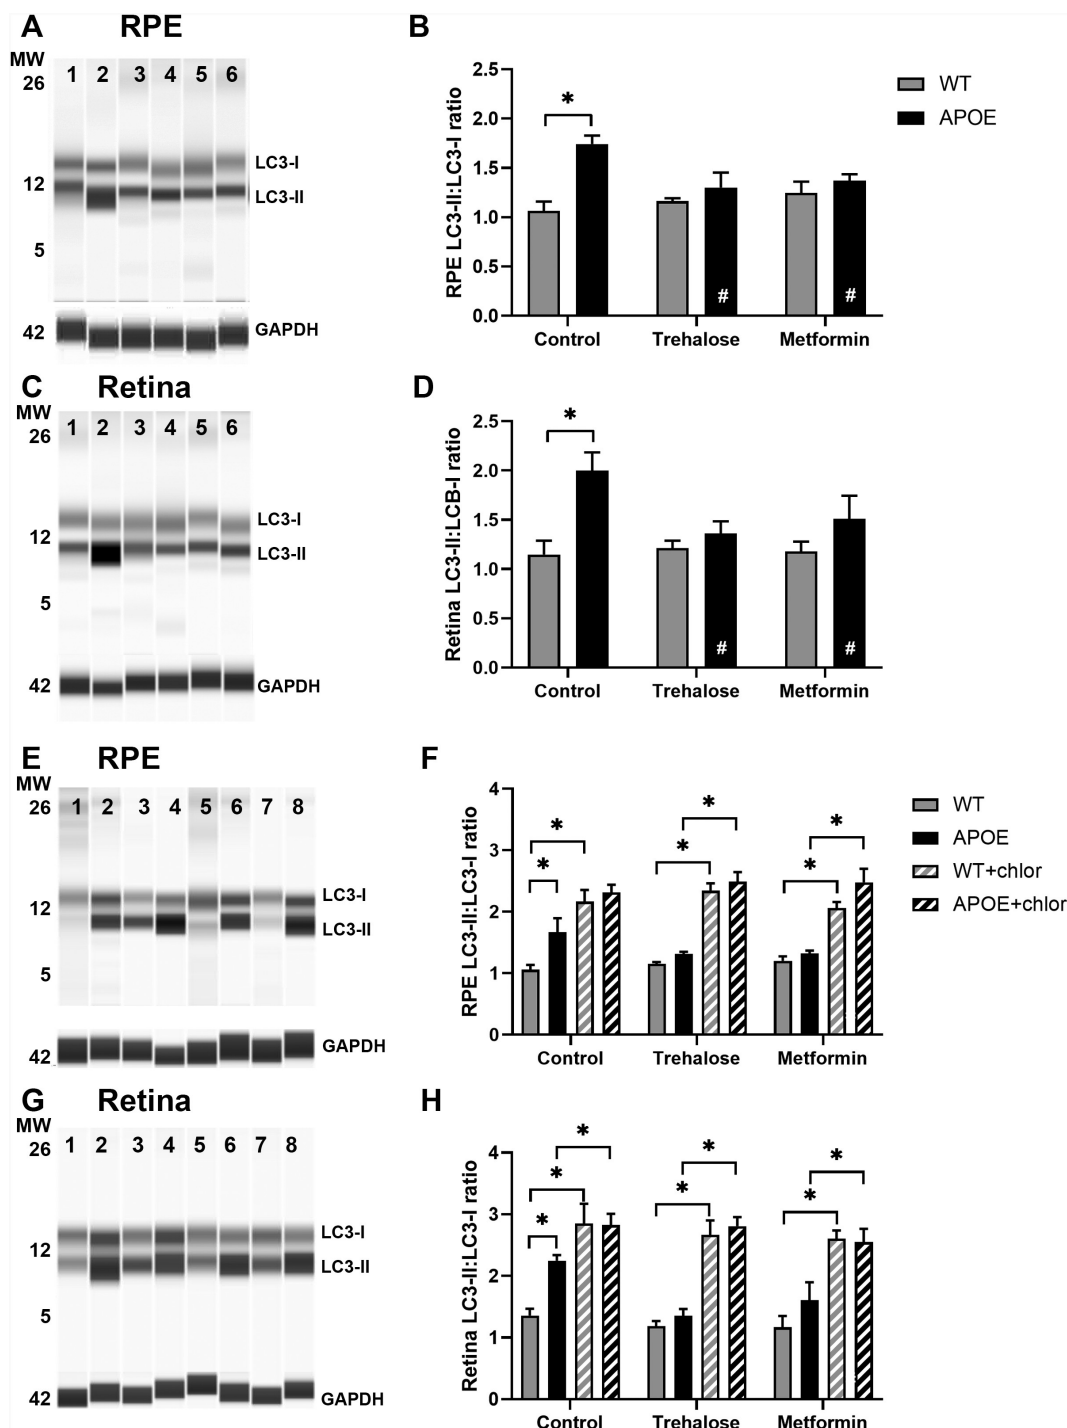 A RPE
MW
1 2 3 4 5 6
26
LC3-I
12
LC3-II
5
42 GAPDH
B
RPE LC3-II:LC3-I ratio
2.5
2.0
1.5
1.0
0.5
0.0
*
# #
Control Trehalose Metformin
WT
APOE
C Retina
MW
1 2 3 4 5 6
26
LC3-I
12
LC3-II
5
42 GAPDH
D
Retina LC3-II:LCB-I ratio
2.5
2.0
1.5
1.0
0.5
0.0
*
# #
Control Trehalose Metformin
E RPE
MW
26 1 2 3 4 5 6 7 8
LC3-I
12
LC3-II
5
42 GAPDH
F
RPE LC3-II:LC3-I ratio
4
3
2
1
0
* * * * * *
Control Trehalose Metformin
WT
APOE
WT+chlor
APOE+chlor
G Retina
MW
26 1 2 3 4 5 6 7 8
LC3-I
12
LC3-II
5
42 GAPDH
H
Retina LC3-II:LC3-I ratio
4
3
2
1
0
* * * * * * *
Control Trehalose Metformin